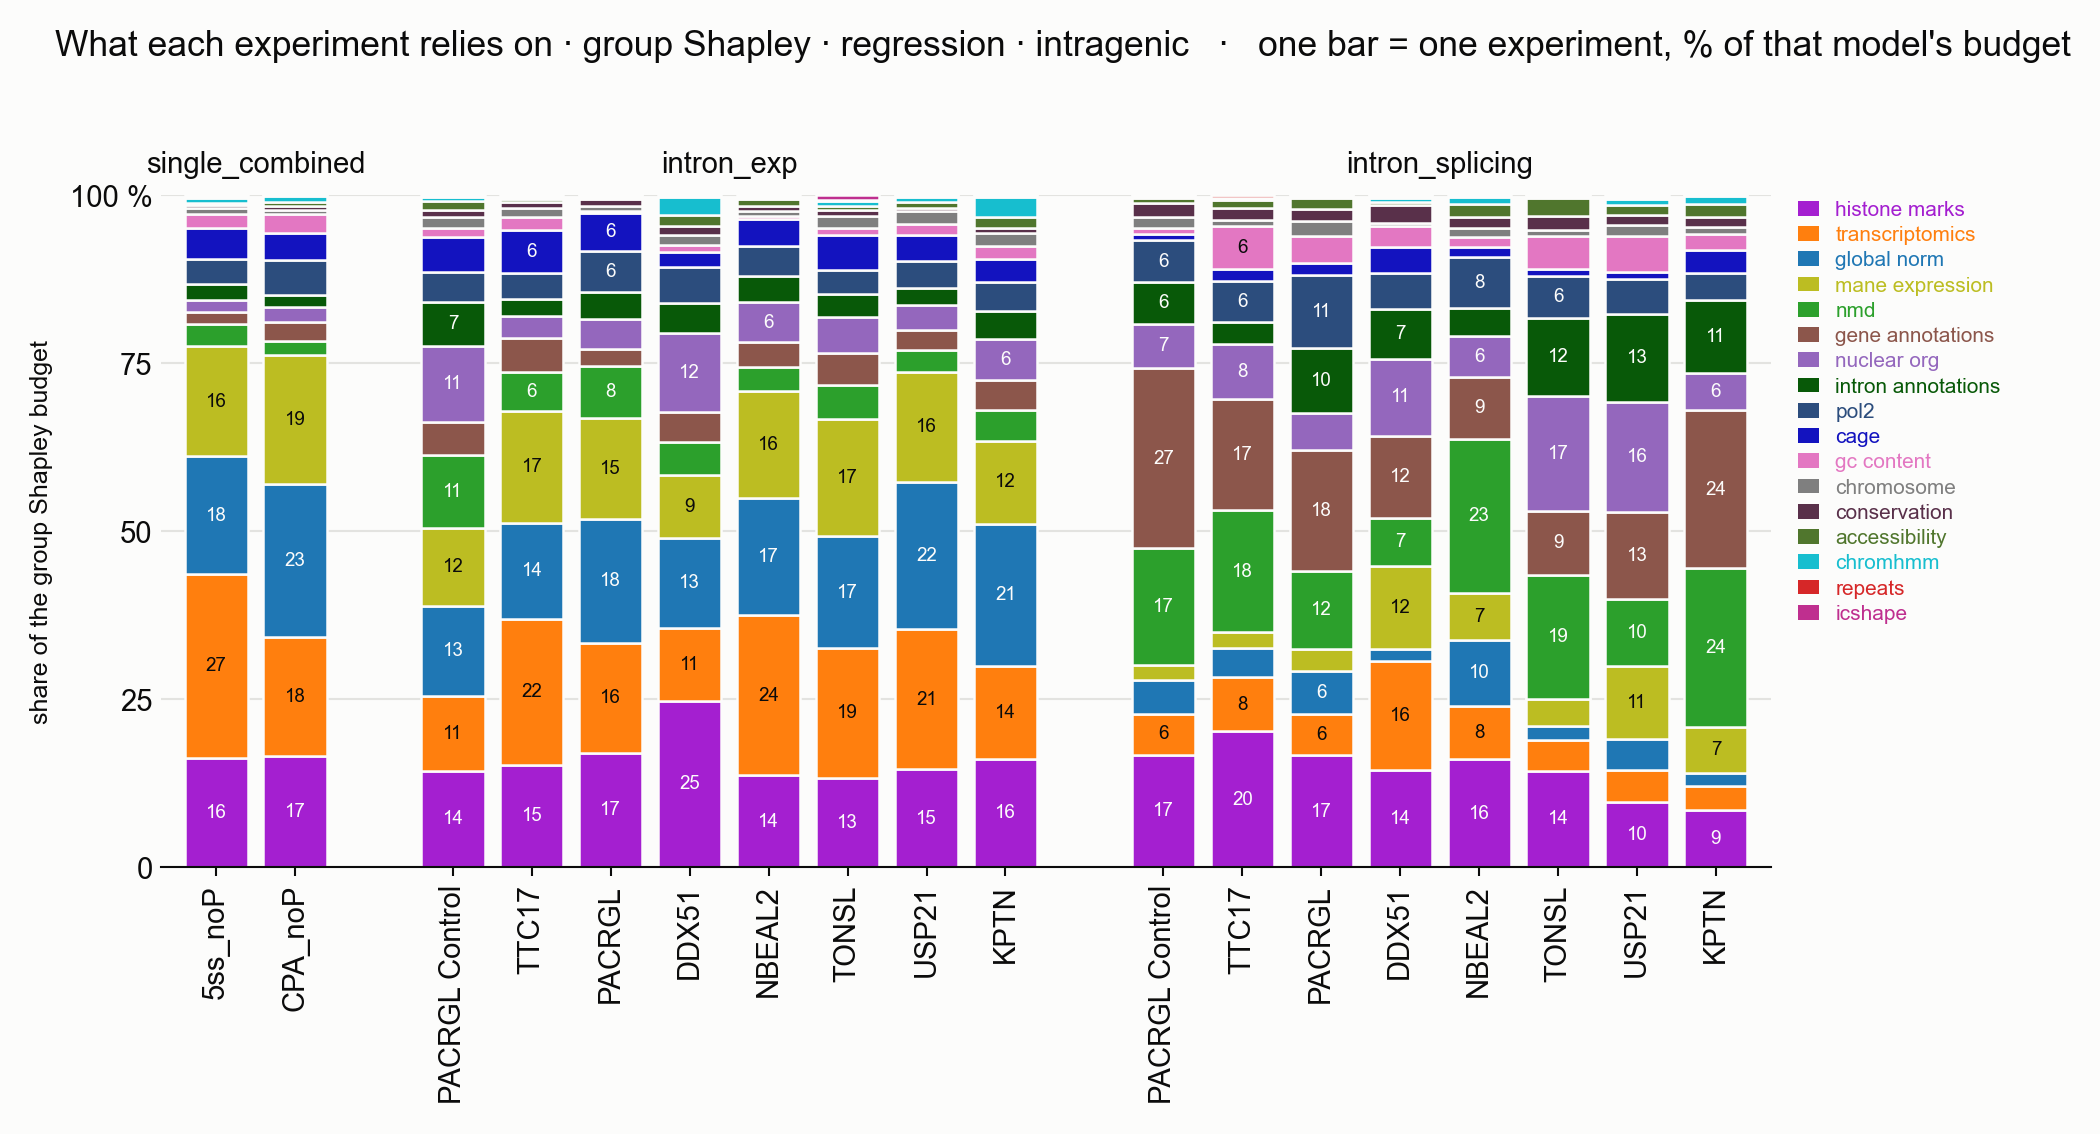 What each experiment relies on · group Shapley · regression · intragenic · one bar = one experiment, % of that model's budget
single_combined
intron_exp
intron_splicing
share of the group Shapley budget
100 %
75
50
25
0
16 27 18 16
17 18 23 19
14 11 13 12 11 11 7
15 22 14 17 6 6
17 16 18 15 8 6 6
25 11 13 9 12
14 24 17 16 6
13 19 17 17
15 21 22 16
16 14 21 12 6
17 6 17 27 7 6 6
20 8 18 17 8 6 6
17 6 6 12 18 10 11
14 16 12 7 12 11 7
16 8 10 7 23 9 6 8
14 19 9 17 12 6
10 11 10 13 16 13
9 7 24 24 6 11
5ss_noP
CPA_noP
PACRGL Control
TTC17
PACRGL
DDX51
NBEAL2
TONSL
USP21
KPTN
PACRGL Control
TTC17
PACRGL
DDX51
NBEAL2
TONSL
USP21
KPTN
histone marks
transcriptomics
global norm
mane expression
nmd
gene annotations
nuclear org
intron annotations
pol2
cage
gc content
chromosome
conservation
accessibility
chromhmm
repeats
icshape